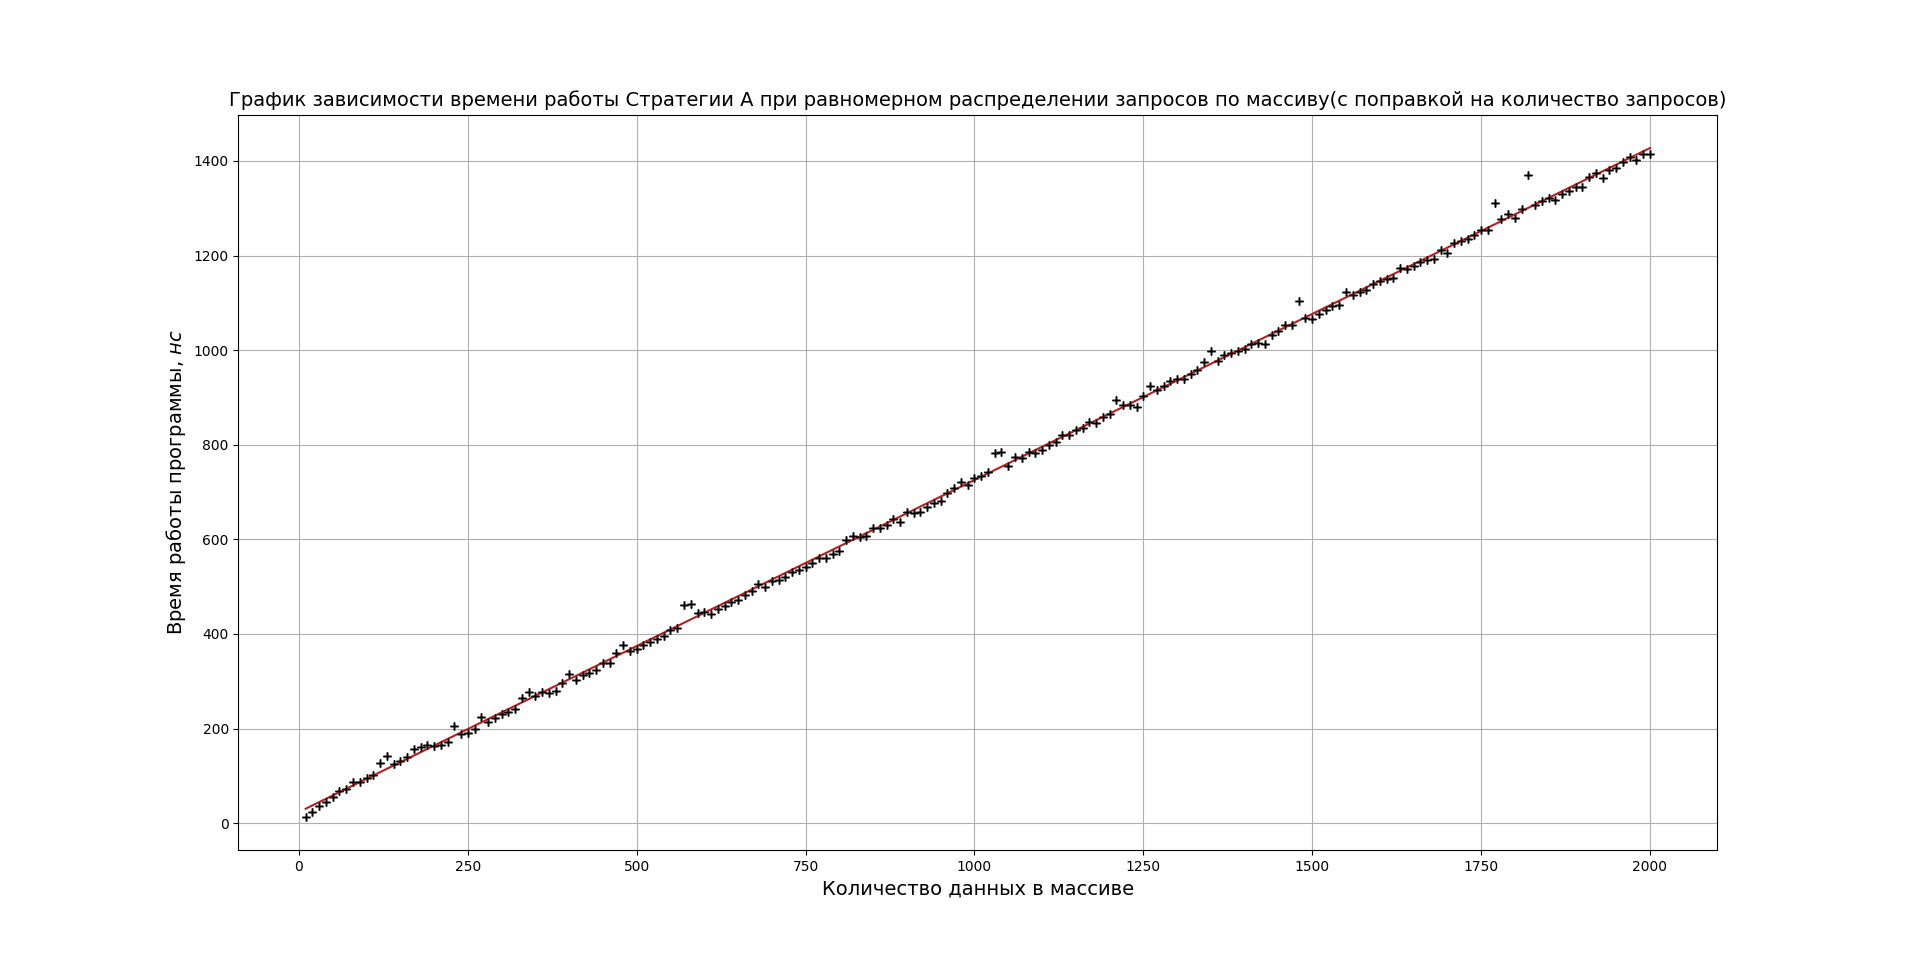 График зависимости времени работы Стратегии А при равномерном распределении запросов по массиву(с поправкой на количество запросов)
Время работы программы, нс
1400
1200
1000
800
600
400
200
0
0 250 500 750 1000 1250 1500 1750 2000
Количество данных в массиве